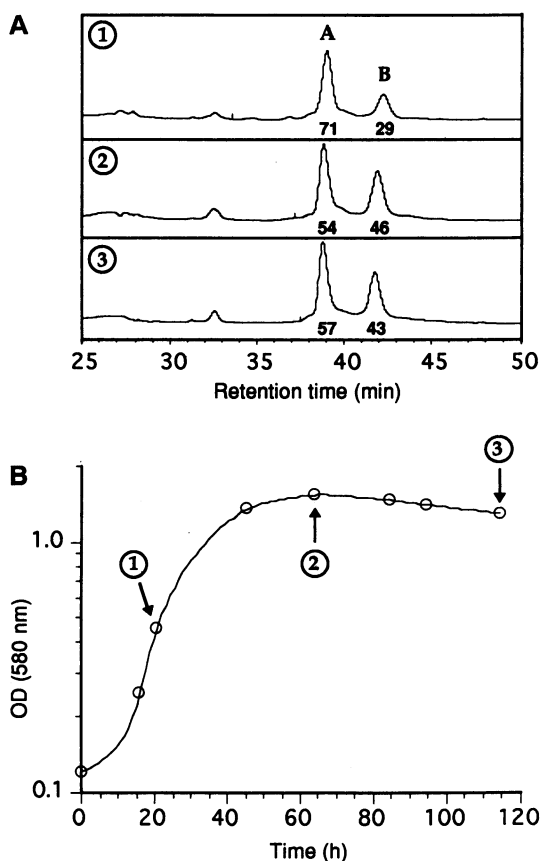 A
① A B
71 29
②
54 46
③
57 43
25 30 35 40 45 50
Retention time (min)
B
③
1.0
①
②
OD (580 nm)
0.1
0 20 40 60 80 100 120
Time (h)